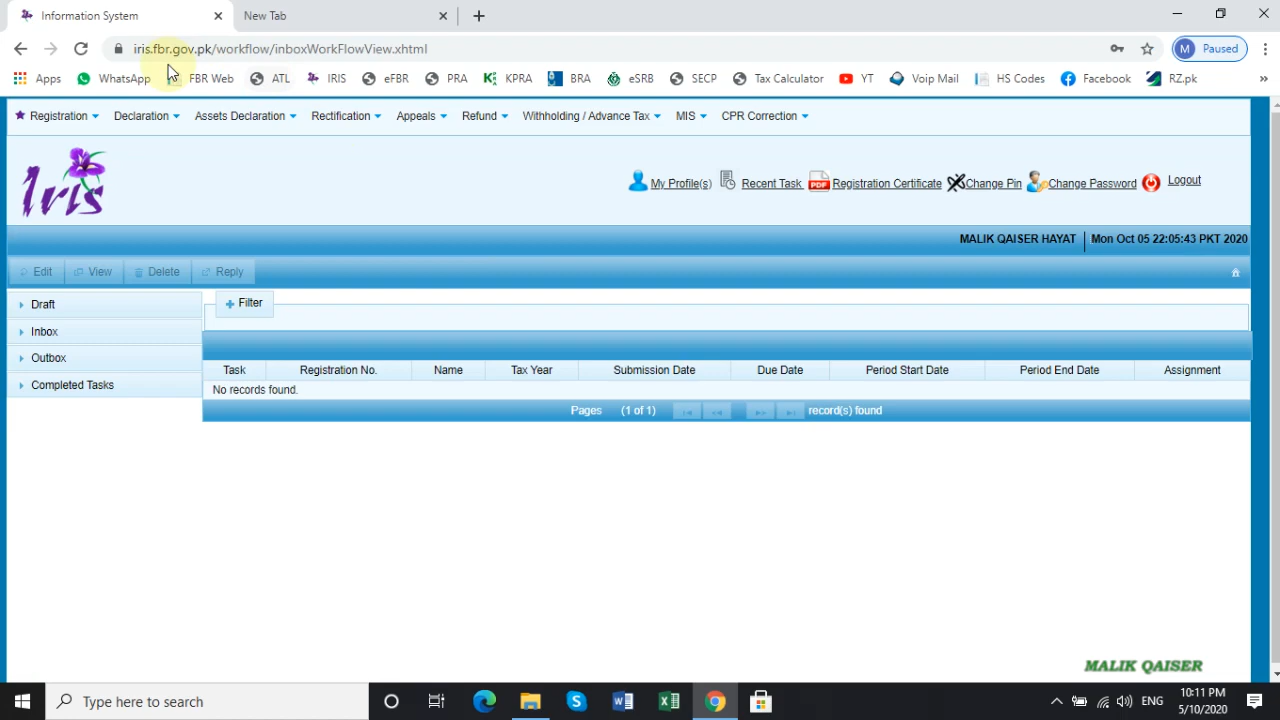 Information System
New Tab
iris.fbr.gov.pk/workflow/inboxWorkFlowView.xhtml
M Paused
Apps WhatsApp FBR Web ATL IRIS eFBR PRA KPRA BRA eSRB SECP Tax Calculator YT Voip Mail HS Codes Facebook RZ.pk »
Registration Declaration Assets Declaration Rectification Appeals Refund Withholding / Advance Tax MIS CPR Correction
Iris
My Profile(s) Recent Task PDF Registration Certificate Change Pin Change Password Logout
MALIK QAISER HAYAT Mon Oct 05 22:05:43 PKT 2020
Edit View Delete Reply
Draft
Inbox
Outbox
Completed Tasks
Filter
Task Registration No. Name Tax Year Submission Date Due Date Period Start Date Period End Date Assignment
No records found.
Pages (1 of 1) record(s) found
MALIK QAISER
Type here to search
ENG
10:11 PM
5/10/2020